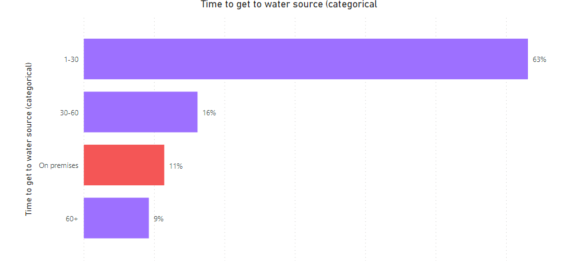 Time to get to water source (categorical
Time to get to water source (categorical)
1-30
63%
30-60
16%
On premises
11%
60+
9%